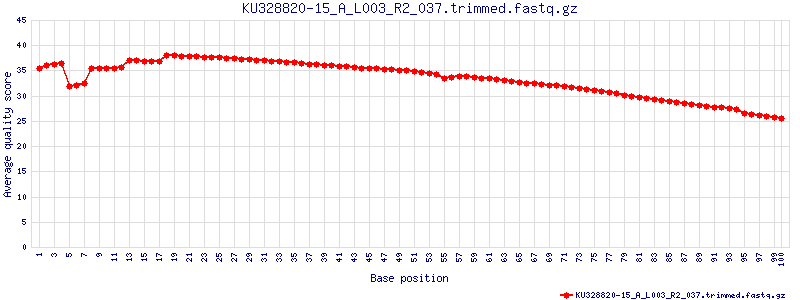 KU328820-15_A_L003_R2_037.trimmed.fastq.gz
45
40
35
30
25
20
15
10
5
0
Average quality score
1 3 5 7 9 11 13 15 17 19 21 23 25 27 29 31 33 35 37 39 41 43 45 47 49 51 53 55 57 59 61 63 65 67 69 71 73 75 77 79 81 83 85 87 89 91 93 95 97 99 100
Base position
KU328820-15_A_L003_R2_037.trimmed.fastq.gz